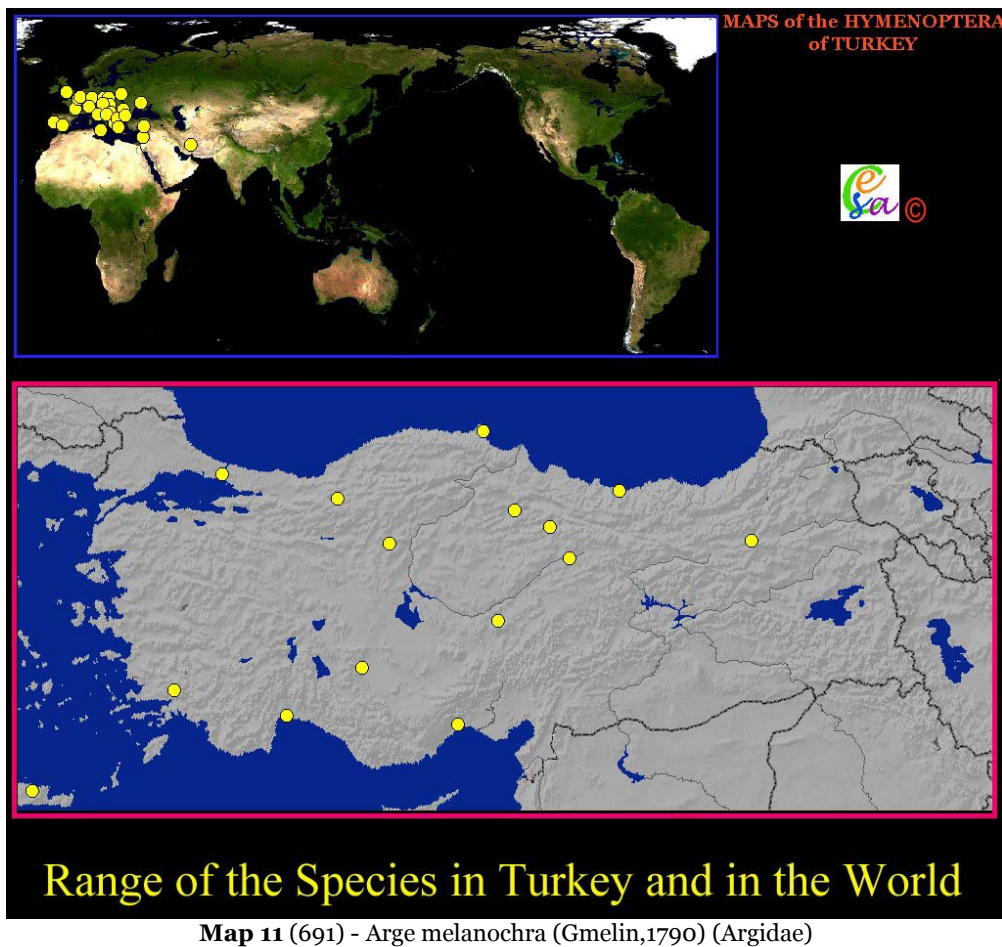 MAPS of the HYMENOPTERA
of TURKEY
Cesa ©
Range of the Species in Turkey and in the World
Map 11 (691) - Arge melanochra (Gmelin,1790) (Argidae)